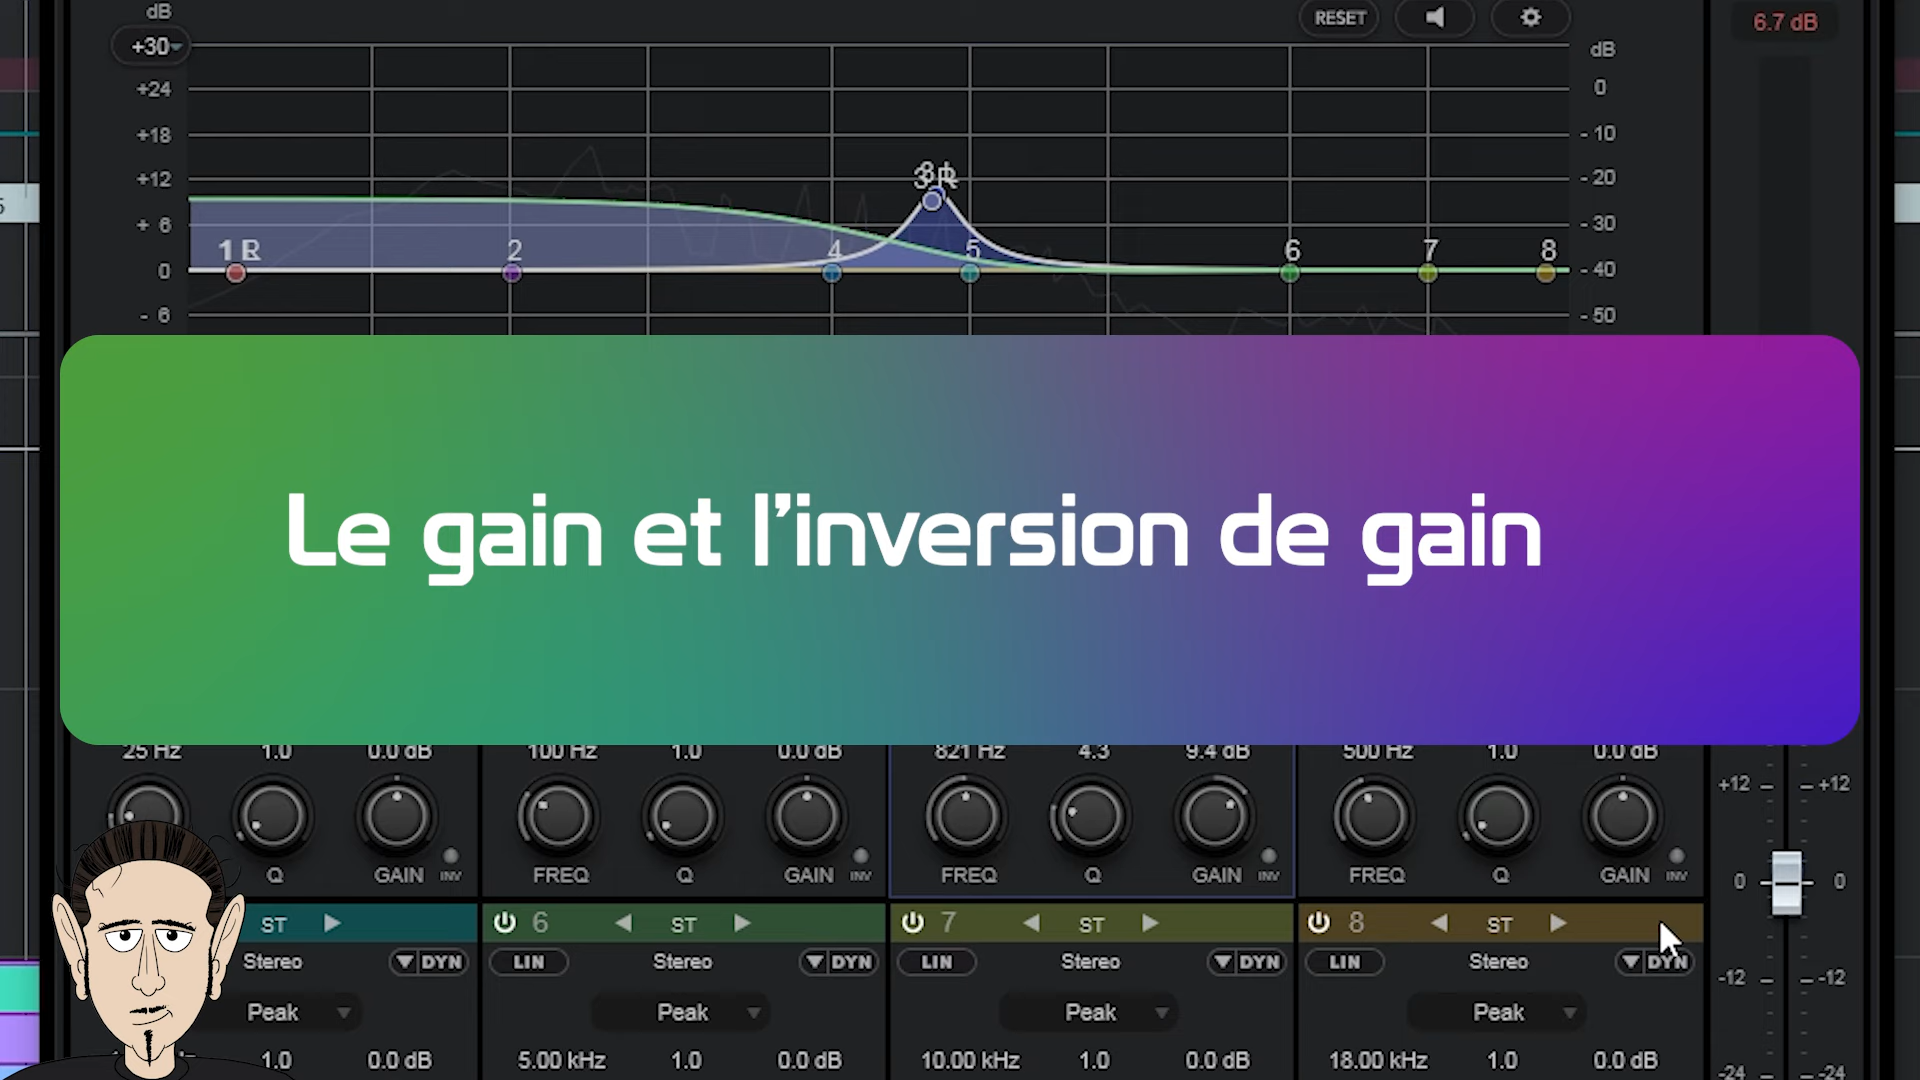 dB
RESET
6.7 dB
+30
dB
+24
0
+18
- 10
+12
- 20
+ 6
- 30
1
2
4
5
6
7
8
0
- 40
- 6
- 50
5
Le gain et l'inversion de gain
25 Hz 1.0 0.0 dB 100 Hz 1.0 0.0 dB 821 Hz 4.3 9.4 dB 500 Hz 1.0 0.0 dB
+12 +12
Q GAIN INV FREQ Q GAIN INV FREQ Q GAIN INV FREQ Q GAIN INV
0 0
ST 6 ST 7 ST 8 ST
Stereo DYN LIN Stereo DYN LIN Stereo DYN LIN Stereo DYN
-12 -12
Peak Peak Peak Peak
1.0 0.0 dB 5.00 kHz 1.0 0.0 dB 10.00 kHz 1.0 0.0 dB 18.00 kHz 1.0 0.0 dB
-24 -24